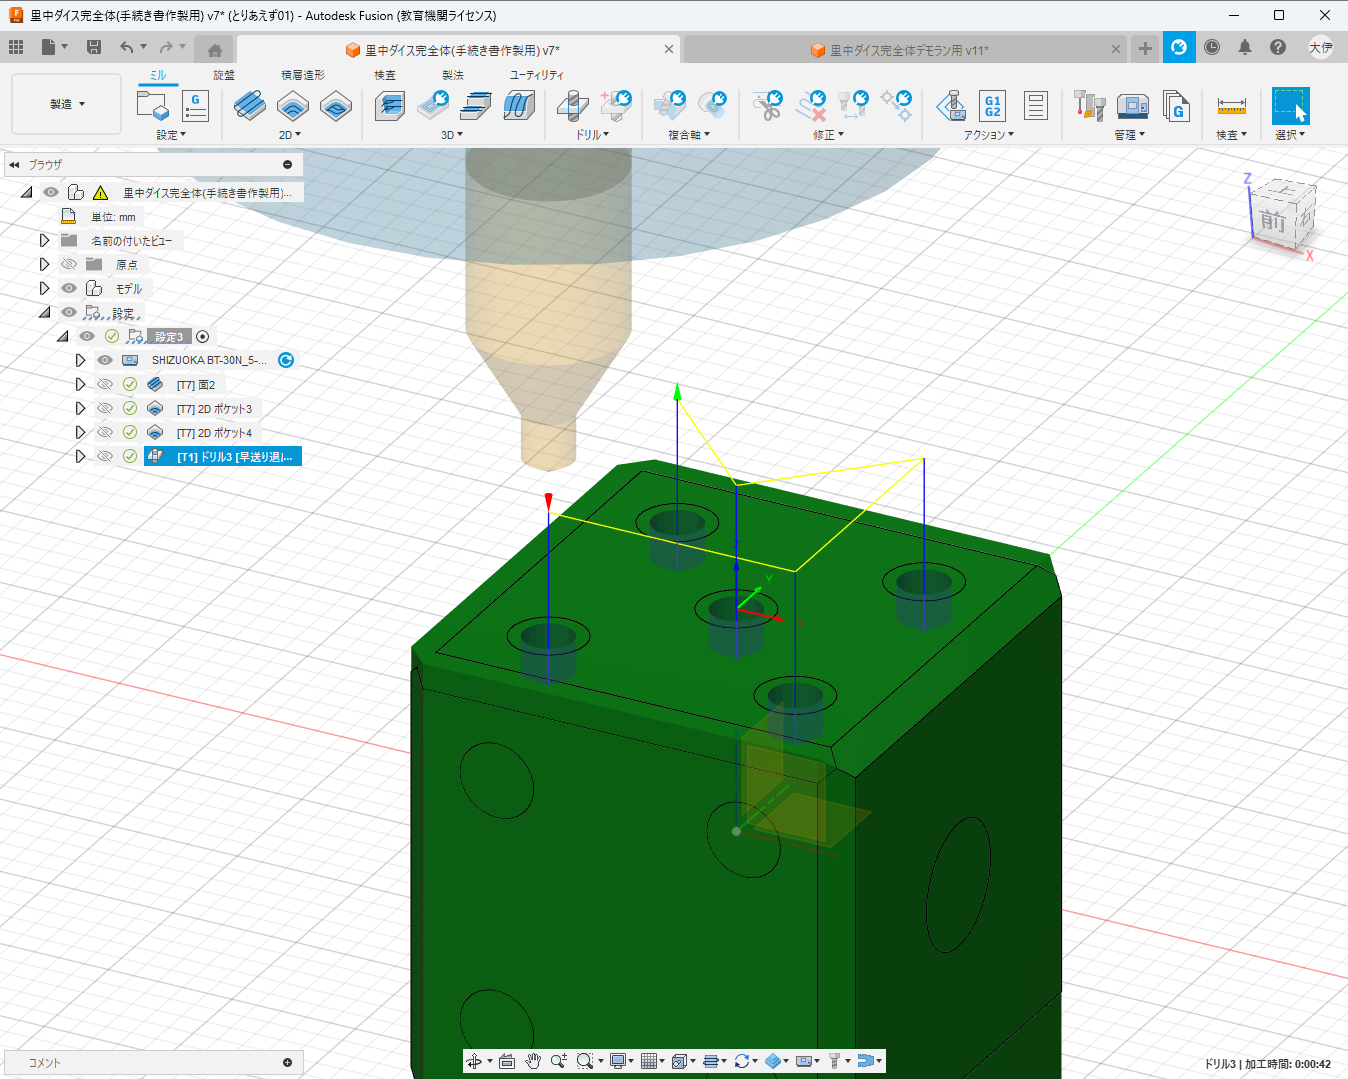 里中ダイス完全体(手続き書作製用) v7* (とりあえず01) - Autodesk Fusion (教育機関ライセンス)
里中ダイス完全体(手続き書作製用) v7*
里中ダイス完全体デモラン用 v11*
大伊
ミル
旋盤
積層造形
検査
製法
ユーティリティ
製造
G
G1
G2
G
設定
2D
3D
ドリル
複合軸
修正
アクション
管理
検査
選択
ブラウザ
里中ダイス完全体(手続き書作製用)...
単位: mm
名前の付いたビュー
原点
モデル
設定
設定3
SHIZUOKA BT-30N_5-...
[T7] 面2
[T7] 2D ポケット3
[T7] 2D ポケット4
[T1] ドリル3 [早送り退...
Z
上
前
右
X
Z
Y
X
コメント
ドリル3 | 加工時間: 0:00:42